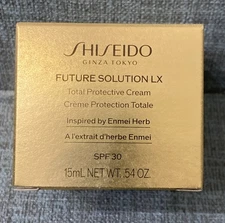 SHISEIDO
GINZA TOKYO
FUTURE SOLUTION LX
Total Protective Cream
Crème Protection Totale
Inspired by Enmei Herb
A l'extrait d'herbe Enmei
SPF 30
15mL NET WT. .54 OZ.